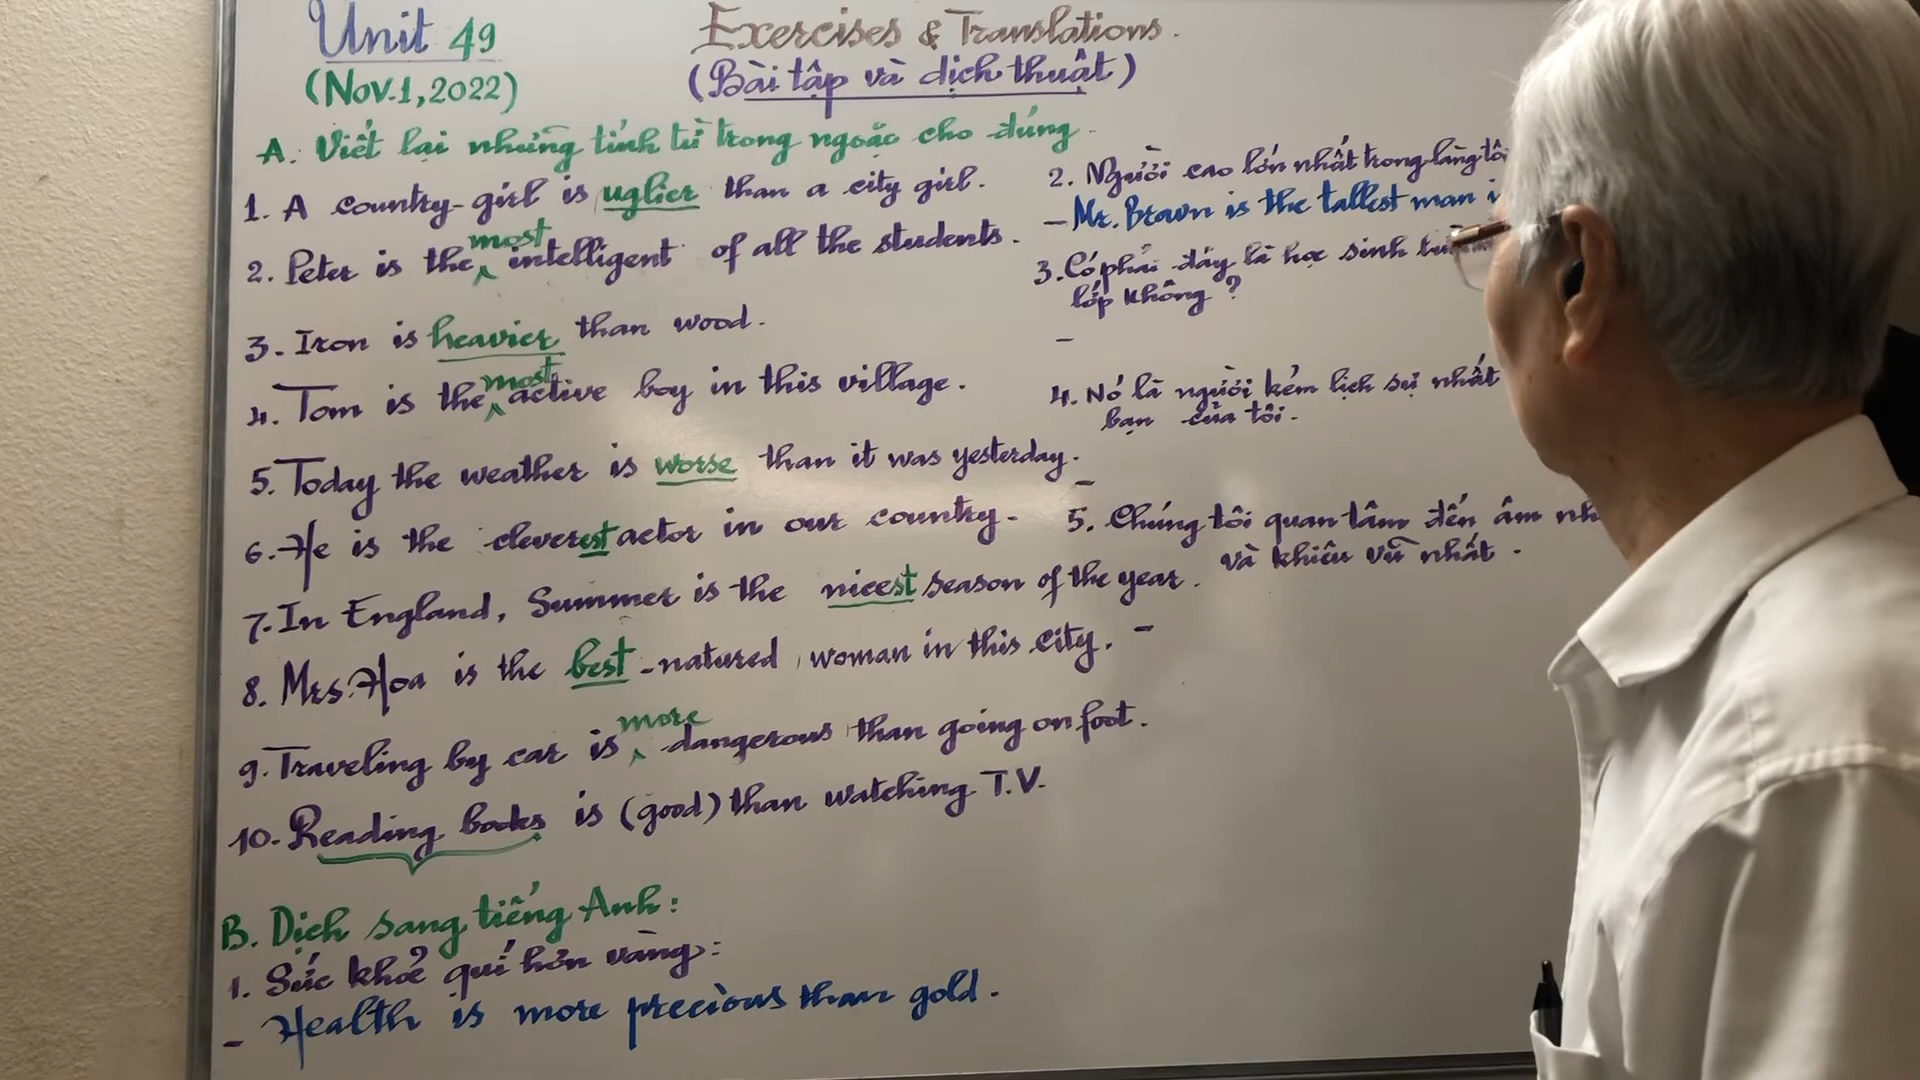 Unit 49
(Nov.1, 2022)
Exercises & Translations.
(Bài tập và dịch thuật)
A. Viết lại những tính từ trong ngoặc cho đúng.
1. A country-girl is uglier than a city girl.
2. Peter is the most intelligent of all the students.
3. Iron is heavier than wood.
4. Tom is the most active boy in this village.
5. Today the weather is worse than it was yesterday.
6. He is the cleverest actor in our country.
7. In England, Summer is the nicest season of the year.
8. Mrs. Hoa is the best-natured woman in this city.
9. Traveling by car is more dangerous than going on foot.
10. Reading books is (good) than watching T.V.
B. Dịch sang tiếng Anh:
1. Sức khoẻ quí hơn vàng:
- Health is more precious than gold.
2. Người cao lớn nhất trong làng
- Mr. Brown is the tallest man
3. Có phải đây là học sinh
lớp không?
-
4. Nó là người kém lịch sự nhất
bạn của tôi.
-
5. Chúng tôi quan tâm đến âm
và khiêu vũ nhất.
-